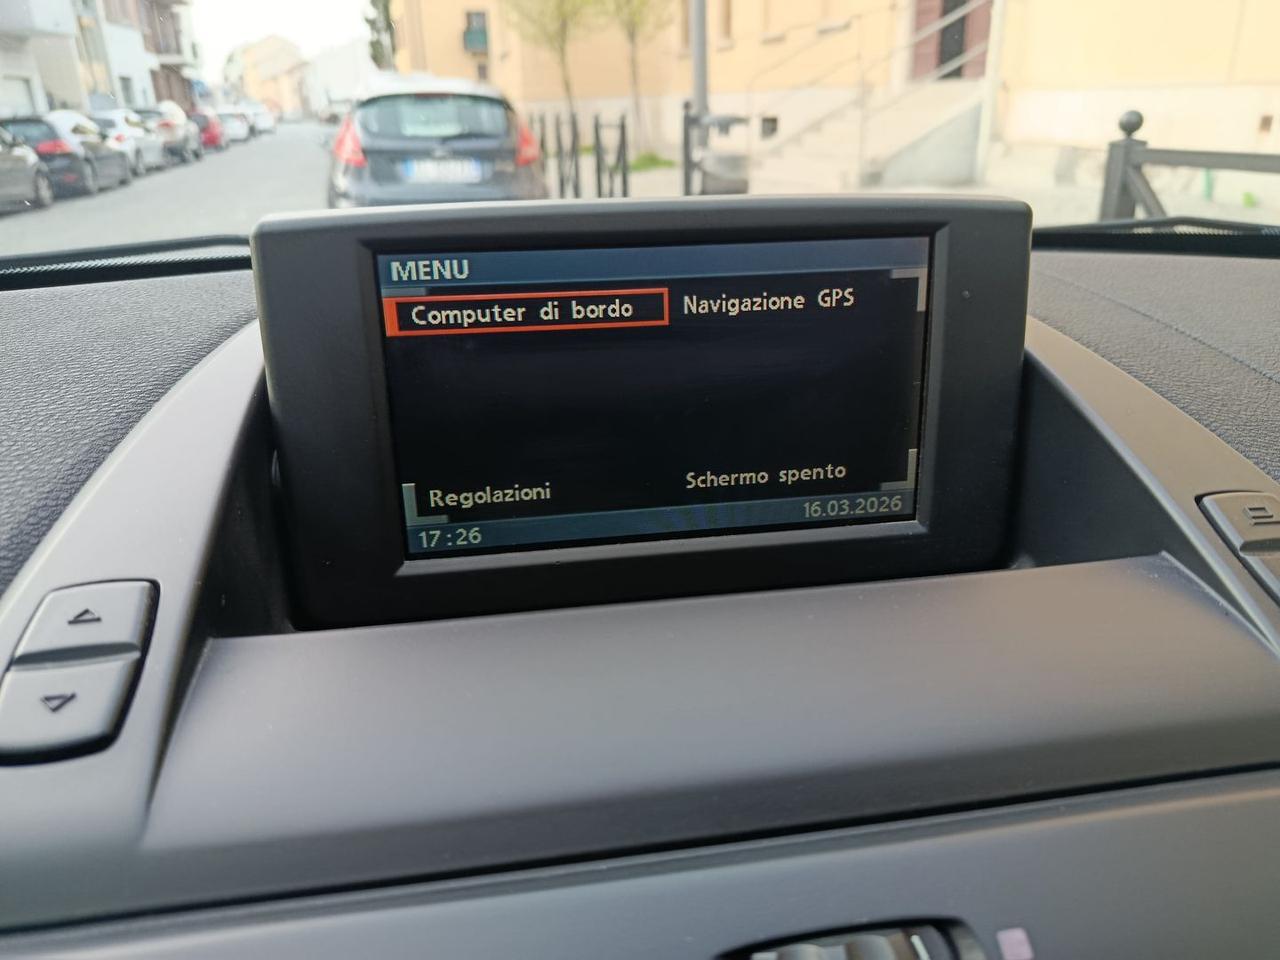 MENU
Computer di bordo
Navigazione GPS
Regolazioni
Schermo spento
17:26
16.03.2026